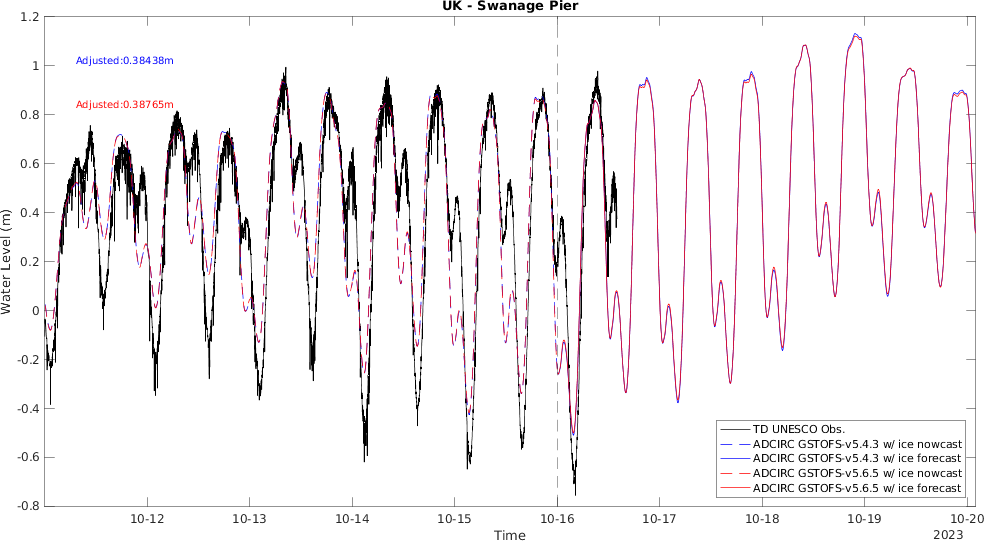 UK - Swanage Pier
1.2
1
0.8
0.6
0.4
0.2
0
-0.2
-0.4
-0.6
-0.8
Water Level (m)
Adjusted:0.38438m
Adjusted:0.38765m
TD UNESCO Obs.
ADCIRC GSTOFS-v5.4.3 w/ ice nowcast
ADCIRC GSTOFS-v5.4.3 w/ ice forecast
ADCIRC GSTOFS-v5.6.5 w/ ice nowcast
ADCIRC GSTOFS-v5.6.5 w/ ice forecast
10-12 10-13 10-14 10-15 10-16 10-17 10-18 10-19 10-20
Time
2023